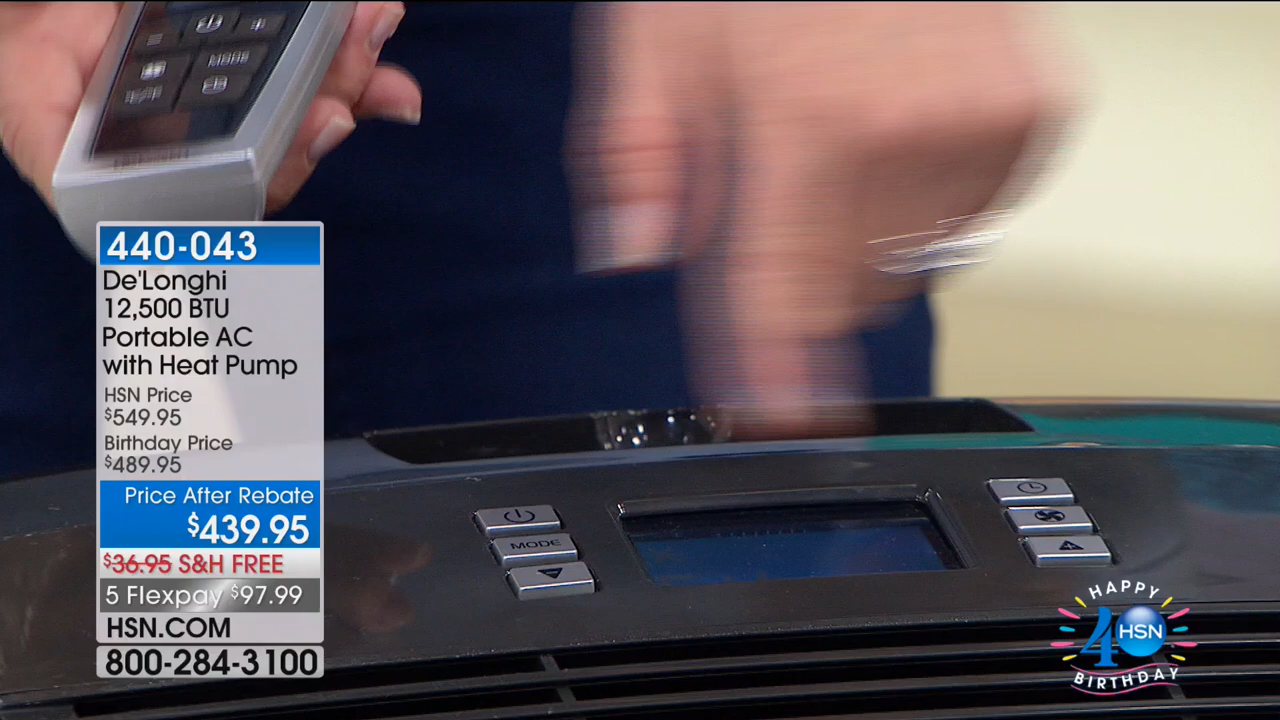 MODE
440-043
De'Longhi
12,500 BTU
Portable AC
with Heat Pump
HSN Price
$549.95
Birthday Price
$489.95
Price After Rebate
$439.95
$36.95 S&H FREE
5 Flexpay $97.99
HSN.COM
800-284-3100
MODE
HAPPY
40 HSN
BIRTHDAY